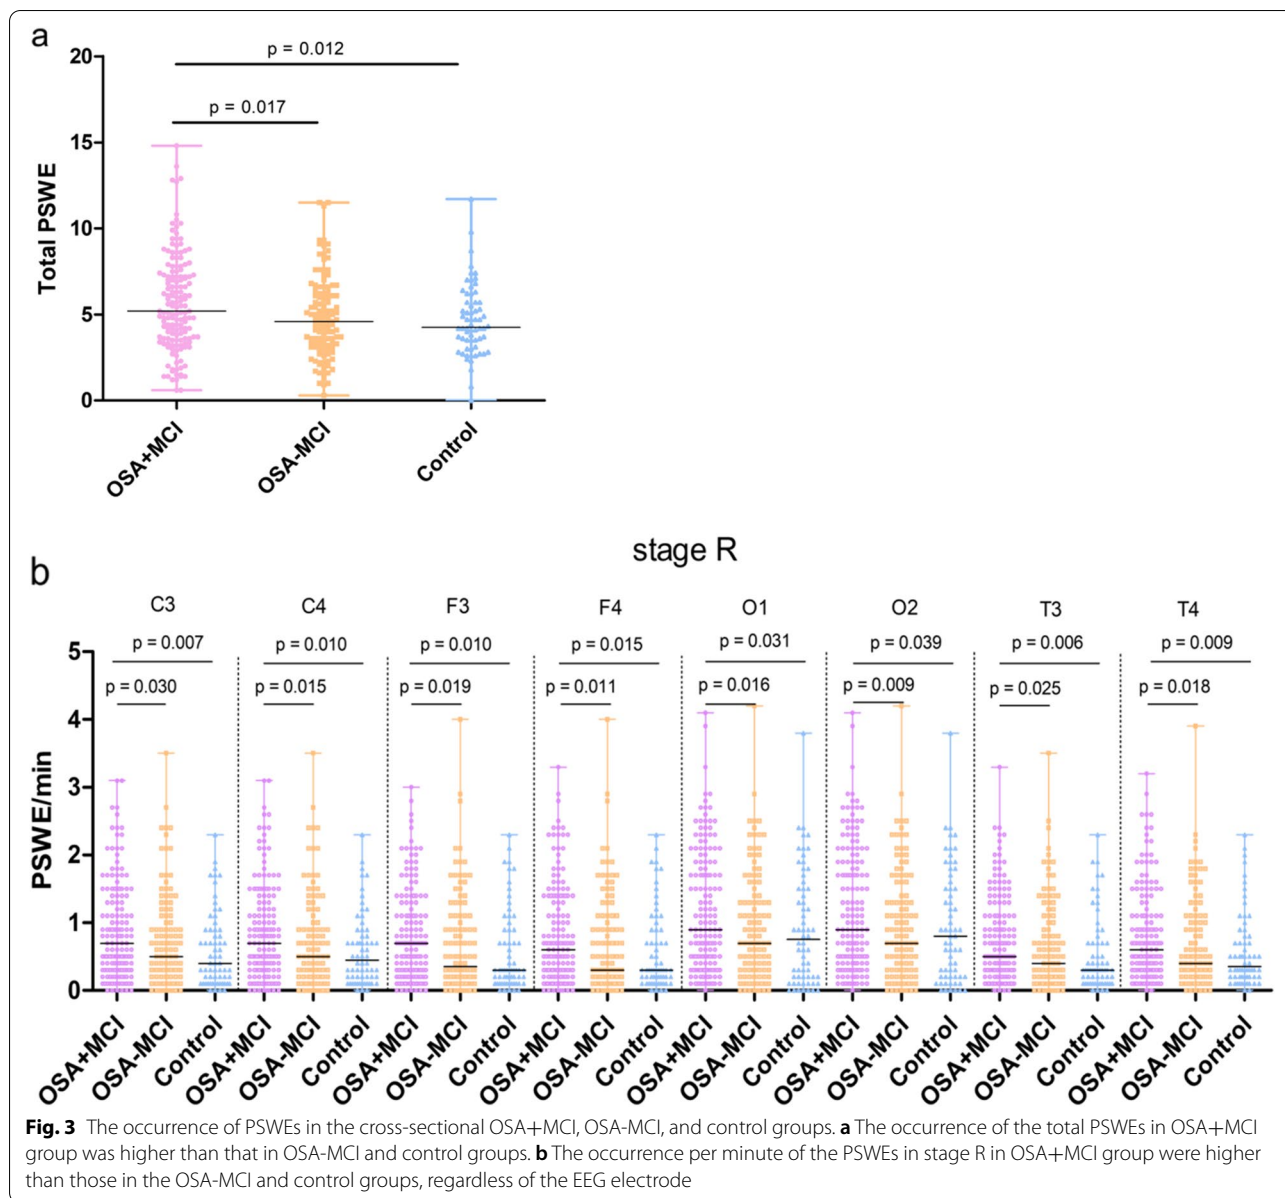 a
p = 0.012
p = 0.017
20
15
10
5
0
Total PSWE
OSA+MCI
OSA-MCI
Control
stage R
b
C3 C4 F3 F4 O1 O2 T3 T4
p = 0.007 p = 0.010 p = 0.010 p = 0.015 p = 0.031 p = 0.039 p = 0.006 p = 0.009
p = 0.030 p = 0.015 p = 0.019 p = 0.011 p = 0.016 p = 0.009 p = 0.025 p = 0.018
5
4
3
2
1
0
PSWE/min
OSA+MCI OSA-MCI Control OSA+MCI OSA-MCI Control OSA+MCI OSA-MCI Control OSA+MCI OSA-MCI Control OSA+MCI OSA-MCI Control OSA+MCI OSA-MCI Control OSA+MCI OSA-MCI Control OSA+MCI OSA-MCI Control
Fig. 3 The occurrence of PSWEs in the cross-sectional OSA+MCI, OSA-MCI, and control groups. a The occurrence of the total PSWEs in OSA+MCI
group was higher than that in OSA-MCI and control groups. b The occurrence per minute of the PSWEs in stage R in OSA+MCI group were higher
than those in the OSA-MCI and control groups, regardless of the EEG electrode